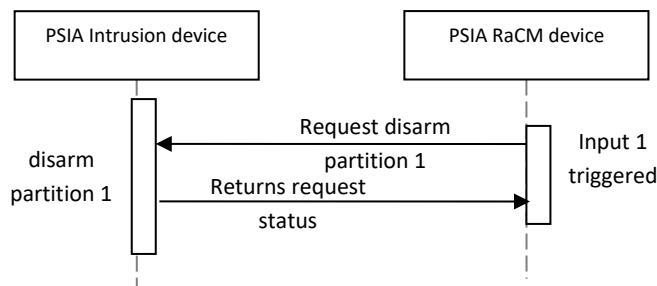 PSIA Intrusion device
PSIA RaCM device
Request disarm
partition 1
Input 1
triggered
disarm
partition 1
Returns request
status